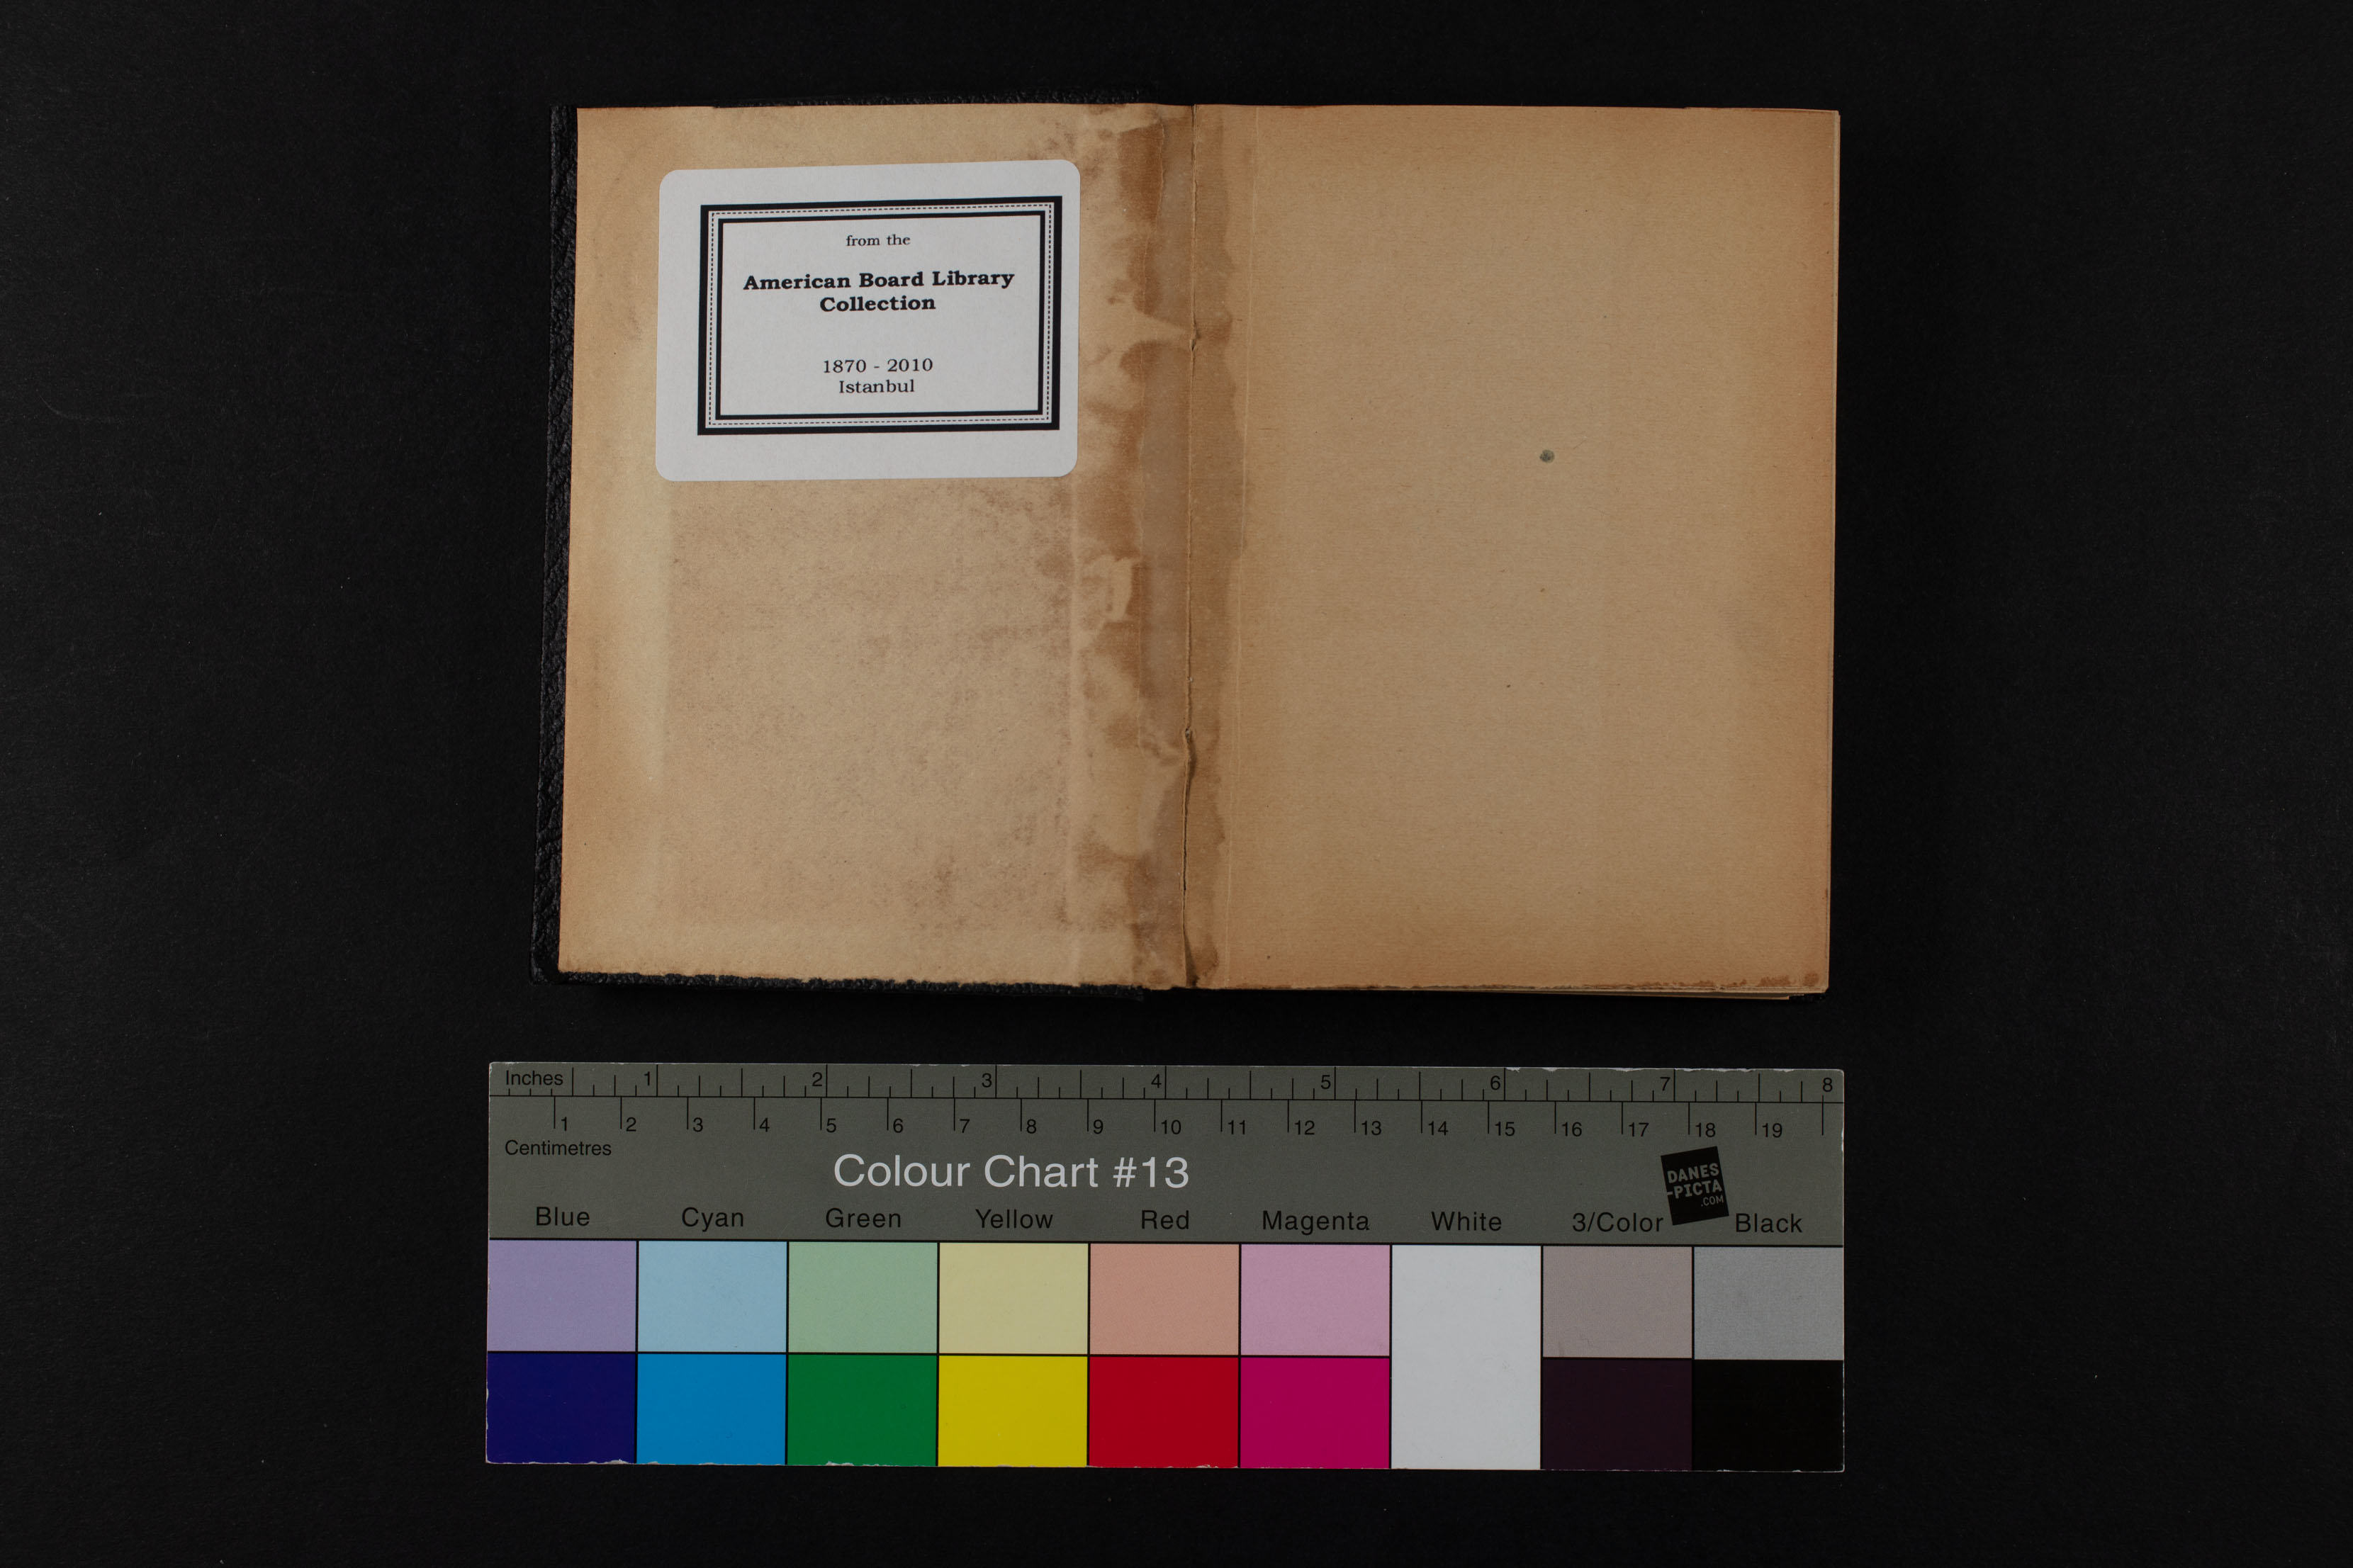 from the
American Board Library
Collection
1870 - 2010
Istanbul
Inches 1 2 3 4 5 6 7 8
1 2 3 4 5 6 7 8 9 10 11 12 13 14 15 16 17 18 19
Centimetres
Colour Chart #13
DANES
-PICTA
.COM
Blue Cyan Green Yellow Red Magenta White 3/Color Black